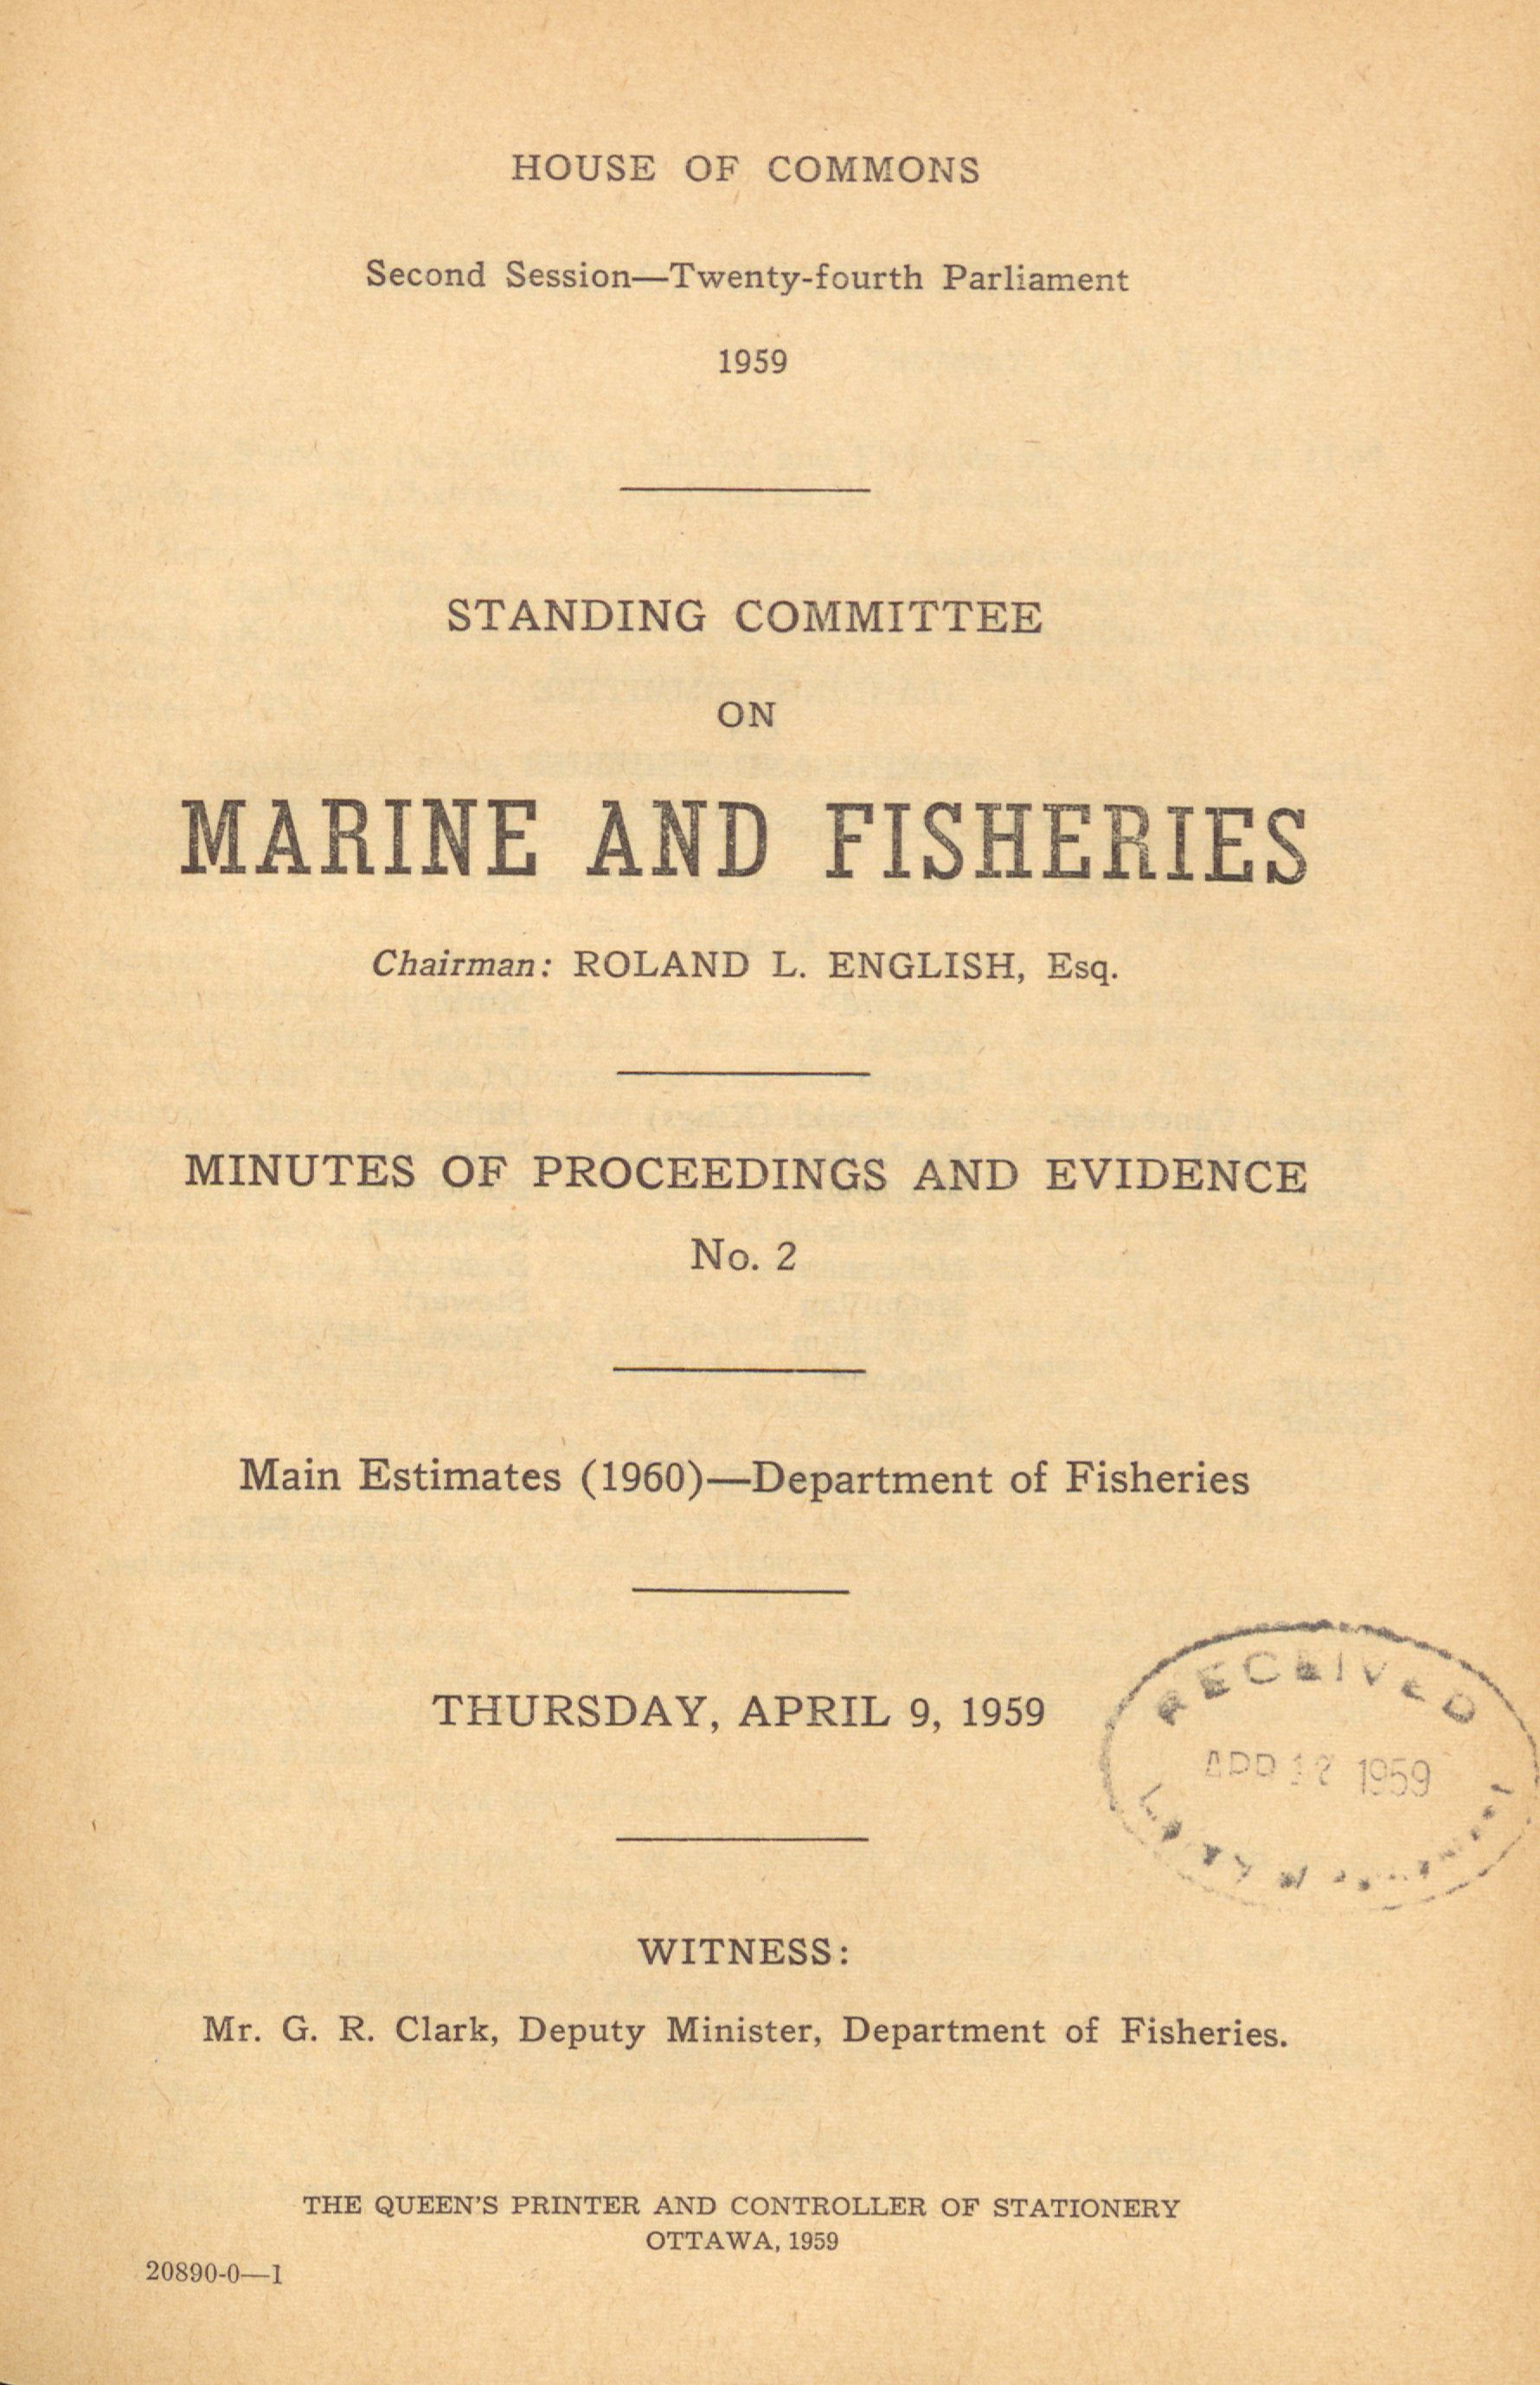 HOUSE OF COMMONS
Second Session—Twenty-fourth Parliament
1959
STANDING COMMITTEE
ON
MARINE AND FISHERIES
Chairman: ROLAND L. ENGLISH, Esq.
MINUTES OF PROCEEDINGS AND EVIDENCE
No. 2
Main Estimates (1960)—Department of Fisheries
THURSDAY, APRIL 9, 1959
RECEIVED
1959
WITNESS:
Mr. G. R. Clark, Deputy Minister, Department of Fisheries.
THE QUEEN'S PRINTER AND CONTROLLER OF STATIONERY
OTTAWA, 1959
20890-0—1